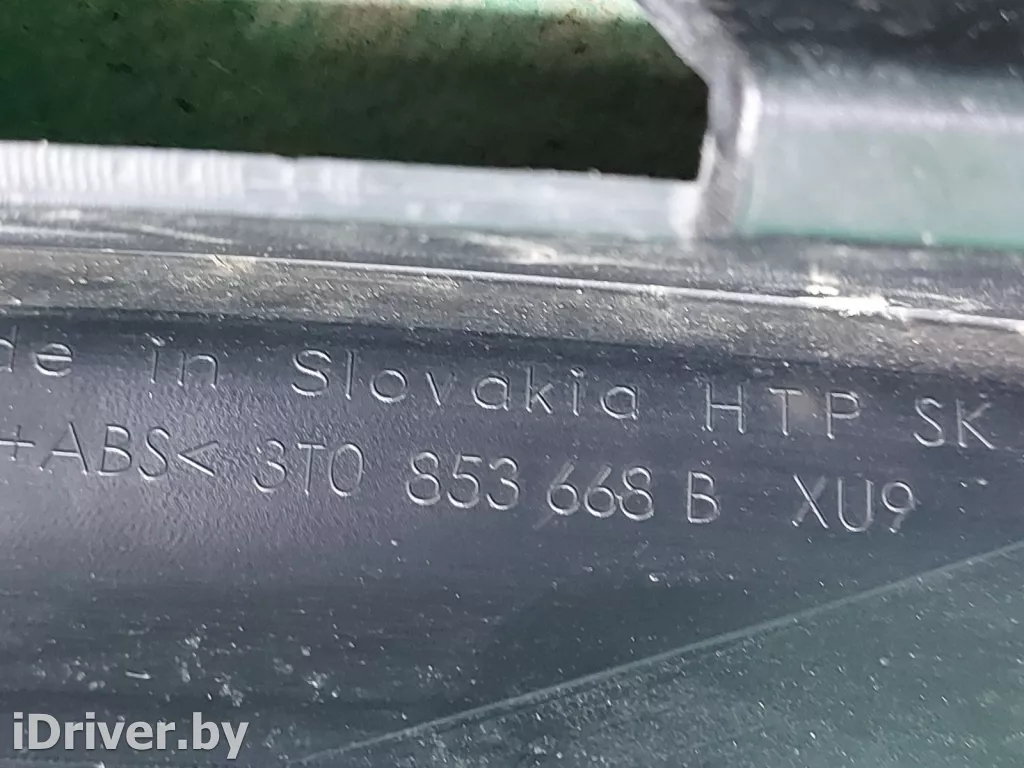 de in Slovakia HTP SK
+ABS< 3T0 853 668 B XU9
iDriver.by